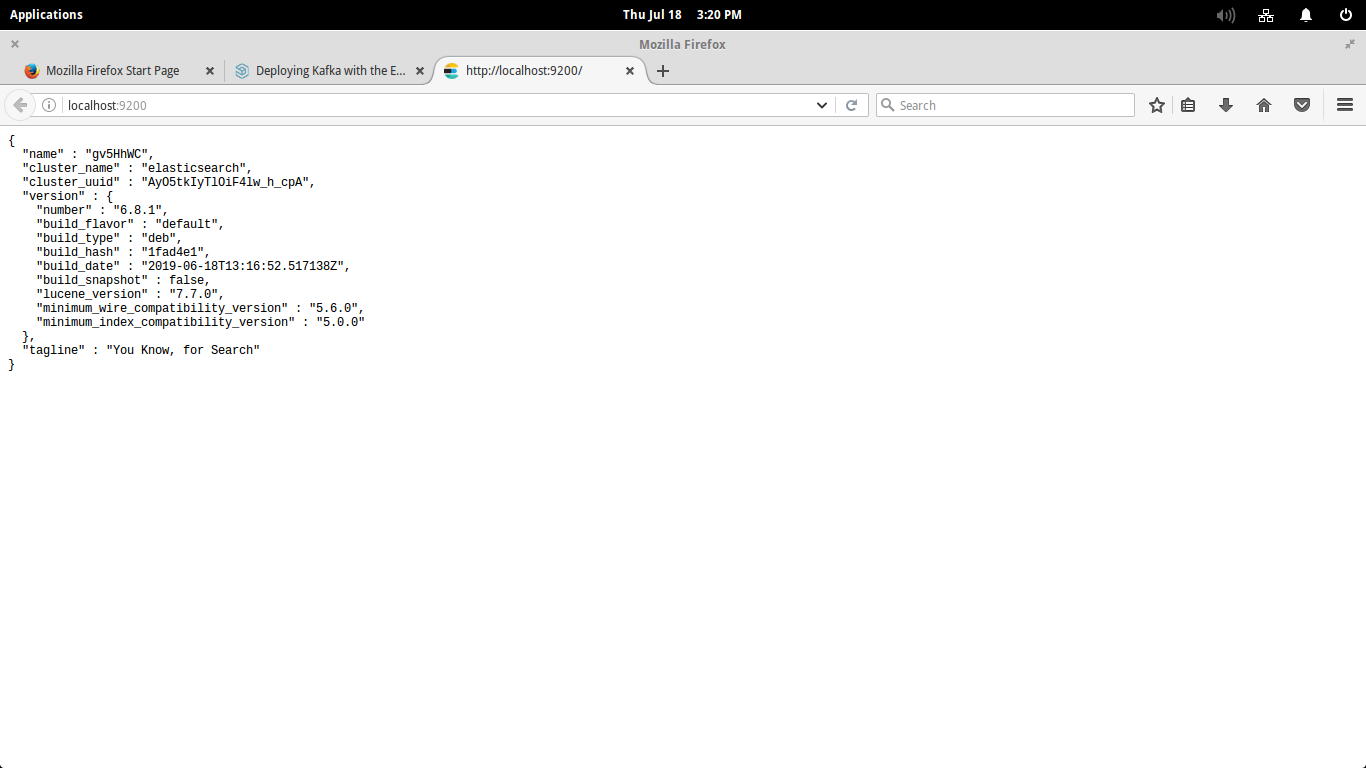 Applications
Thu Jul 18 3:20 PM
Mozilla Firefox
Mozilla Firefox Start Page
Deploying Kafka with the E...
http://localhost:9200/
localhost:9200
Search
{
  "name" : "gv5HhWC",
  "cluster_name" : "elasticsearch",
  "cluster_uuid" : "AyO5tkIyTlOiF4lw_h_cpA",
  "version" : {
    "number" : "6.8.1",
    "build_flavor" : "default",
    "build_type" : "deb",
    "build_hash" : "1fad4e1",
    "build_date" : "2019-06-18T13:16:52.517138Z",
    "build_snapshot" : false,
    "lucene_version" : "7.7.0",
    "minimum_wire_compatibility_version" : "5.6.0",
    "minimum_index_compatibility_version" : "5.0.0"
  },
  "tagline" : "You Know, for Search"
}